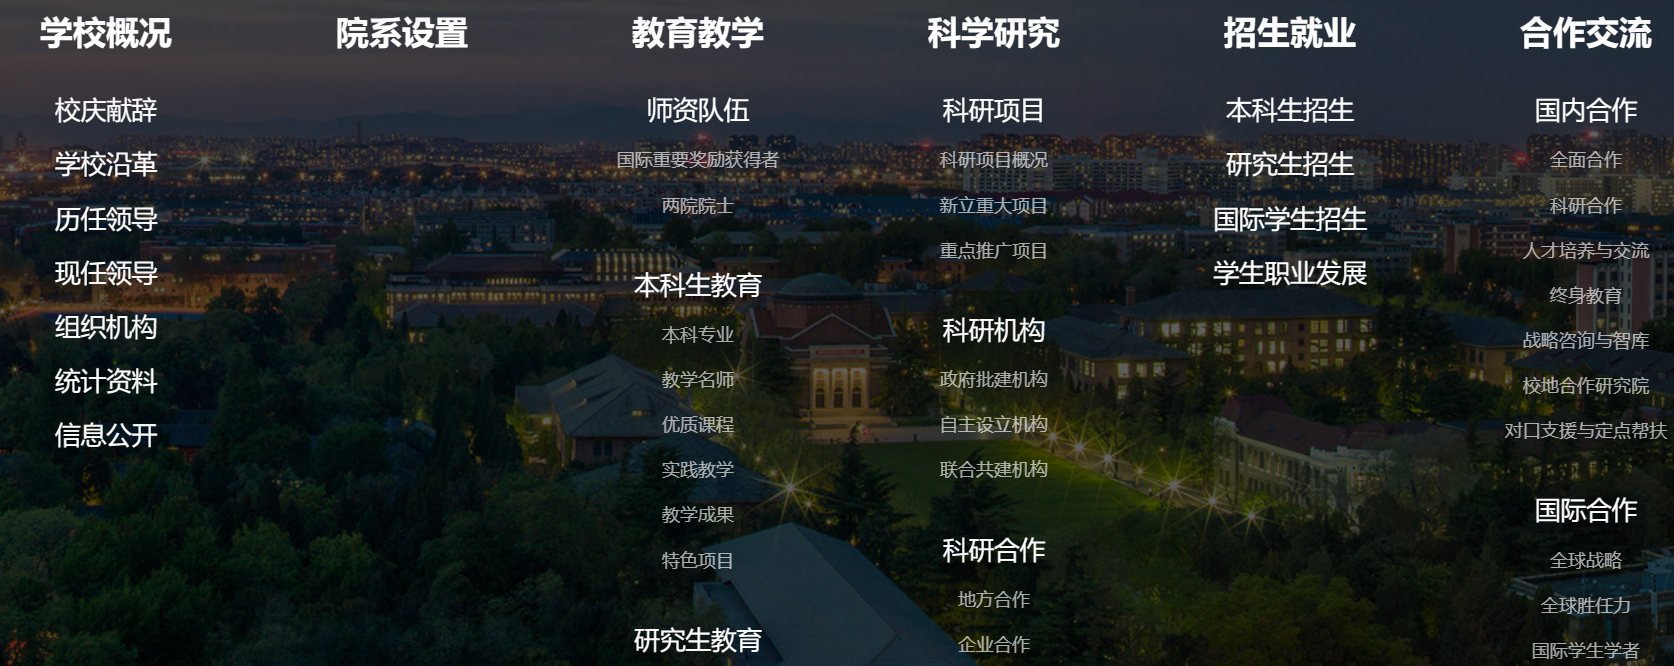 学校概况
校庆献辞
学校沿革
历任领导
现任领导
组织机构
统计资料
信息公开
院系设置
教育教学
师资队伍
国际重要奖励获得者
两院院士
本科生教育
本科专业
教学名师
优质课程
实践教学
教学成果
特色项目
研究生教育
科学研究
科研项目
科研项目概况
新立重大项目
重点推广项目
科研机构
政府批建机构
自主设立机构
联合共建机构
科研合作
地方合作
企业合作
招生就业
本科生招生
研究生招生
国际学生招生
学生职业发展
合作交流
国内合作
全面合作
科研合作
人才培养与交流
终身教育
战略咨询与智库
校地合作研究院
对口支援与定点帮扶
国际合作
全球战略
全球胜任力
国际学生学者